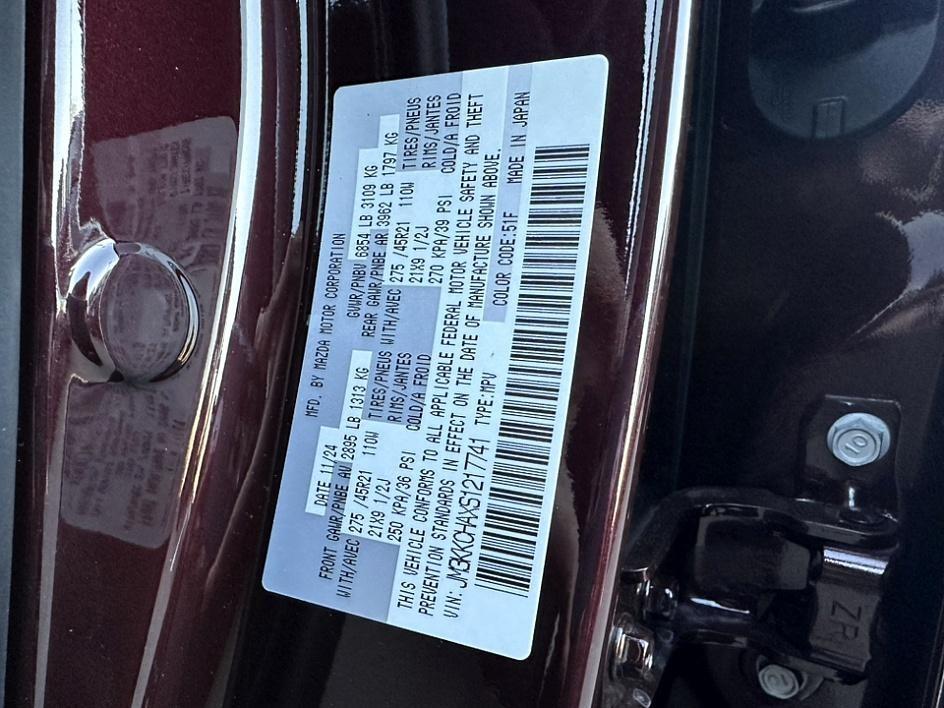 MFD. BY MAZDA MOTOR CORPORATION
DATE 11/24 GVWR/PNBV 6854 LB 3109 KG
FRONT GAWR/PNBE AV 2895 LB 1313 KG REAR GAWR/PNBE AR 3962 LB 1797 KG
WITH/AVEC 275 /45R21 110W TIRES/PNEUS WITH/AVEC 275 /45R21 110W TIRES/PNEUS
21X9 1/2J RIMS/JANTES 21X9 1/2J RIMS/JANTES
250 KPA/36 PSI COLD/A FROID 270 KPA/39 PSI COLD/A FROID
THIS VEHICLE CONFORMS TO ALL APPLICABLE FEDERAL MOTOR VEHICLE SAFETY AND THEFT
PREVENTION STANDARDS IN EFFECT ON THE DATE OF MANUFACTURE SHOWN ABOVE.
VIN: JM3KKCHAXS1217741 TYPE:MPV COLOR CODE:51F MADE IN JAPAN
10
ZR